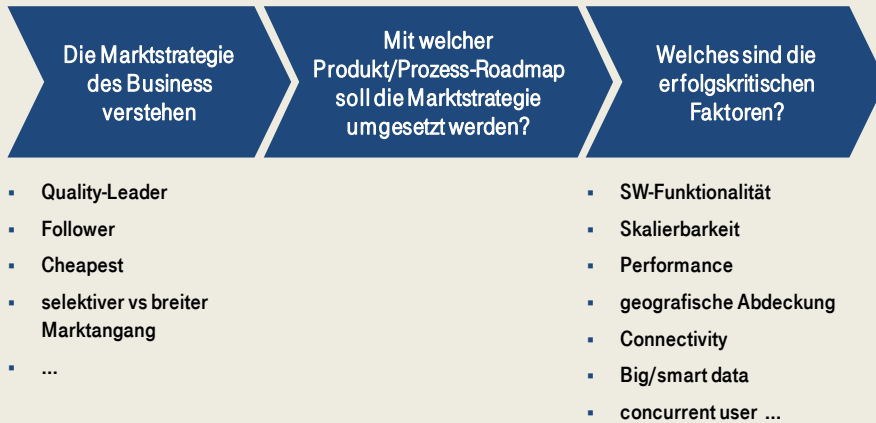 Die Marktstrategie
des Business
verstehen
Mit welcher
Produkt/Prozess-Roadmap
soll die Marktstrategie
umgesetzt werden?
Welches sind die
erfolgskritischen
Faktoren?
▪ Quality-Leader
▪ Follower
▪ Cheapest
▪ selektiver vs breiter
Marktangang
▪ ...
▪ SW-Funktionalität
▪ Skalierbarkeit
▪ Performance
▪ geografische Abdeckung
▪ Connectivity
▪ Big/smart data
▪ concurrent user ...